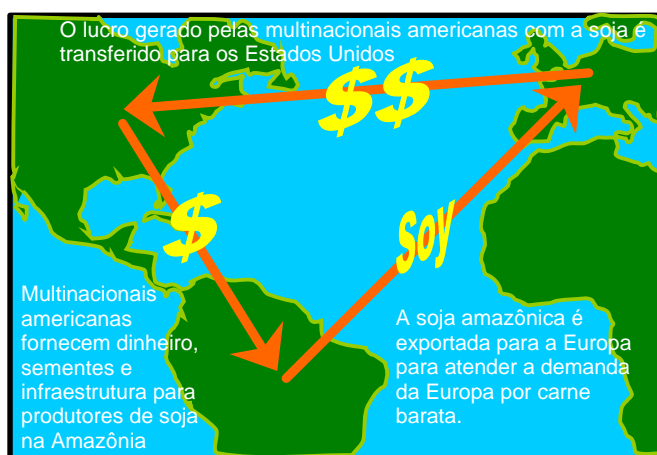 O lucro gerado pelas multinacionais americanas com a soja é
transferido para os Estados Unidos
$$
$
soy
Multinacionais
americanas
fornecem dinheiro,
sementes e
infraestrutura para
produtores de soja
na Amazônia
A soja amazônica é
exportada para a Europa
para atender a demanda
da Europa por carne
barata.